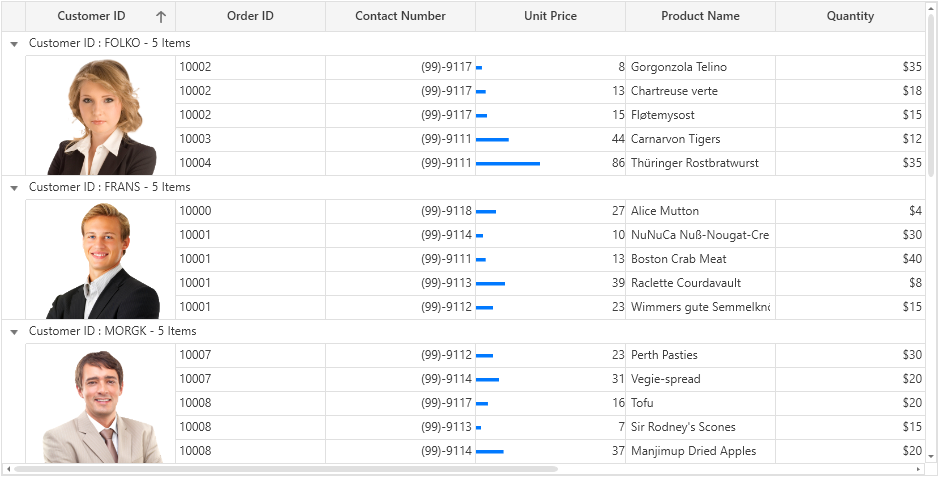 Customer ID Order ID Contact Number Unit Price Product Name Quantity
Customer ID : FOLKO - 5 Items
10002 (99)-9117 8 Gorgonzola Telino $35
10002 (99)-9117 13 Chartreuse verte $18
10002 (99)-9117 15 Fløtemysost $15
10003 (99)-9111 44 Carnarvon Tigers $12
10004 (99)-9111 86 Thüringer Rostbratwurst $35
Customer ID : FRANS - 5 Items
10000 (99)-9118 27 Alice Mutton $4
10001 (99)-9114 10 NuNuCa Nuß-Nougat-Cre $30
10001 (99)-9111 13 Boston Crab Meat $40
10001 (99)-9113 39 Raclette Courdavault $8
10001 (99)-9112 23 Wimmers gute Semmelknö $15
Customer ID : MORGK - 5 Items
10007 (99)-9112 23 Perth Pasties $30
10007 (99)-9114 31 Vegie-spread $20
10008 (99)-9117 16 Tofu $20
10008 (99)-9113 7 Sir Rodney's Scones $15
10008 (99)-9114 37 Manjimup Dried Apples $20